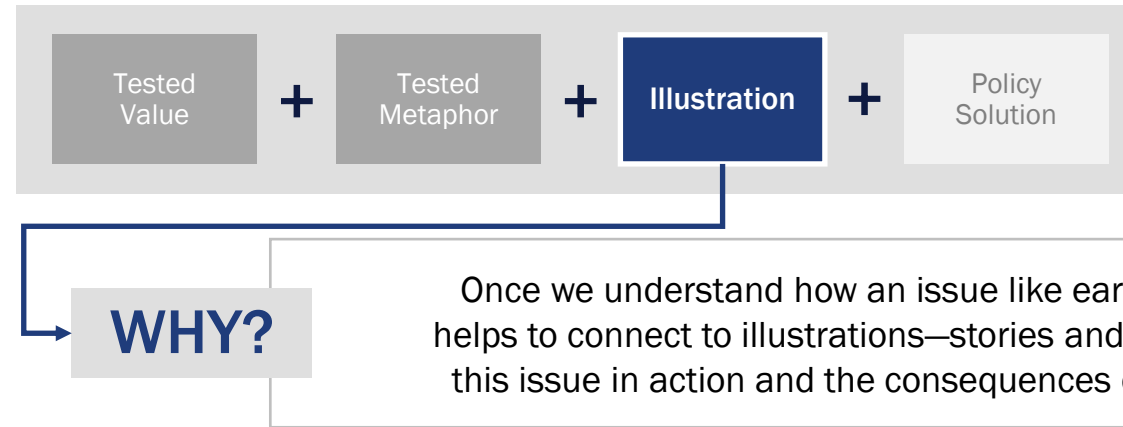 Tested
Value
+
Tested
Metaphor
+
Illustration
+
Policy
Solution
WHY?
Once we understand how an issue like
helps to connect to illustrations—stories and
this issue in action and the consequences